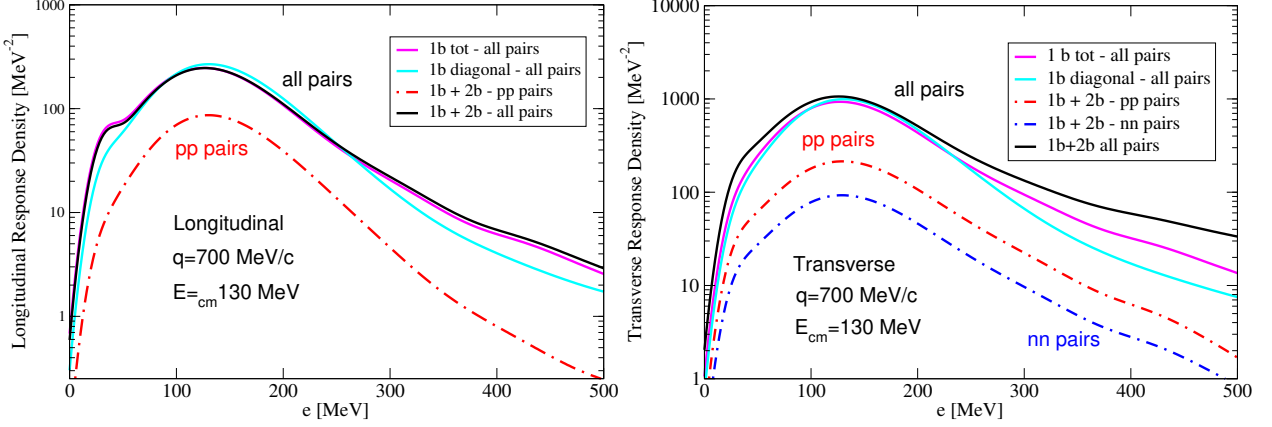 1000
100
10
1
0
100
200
300
400
500
Longitudinal Response Density [MeV-2]
e [MeV]
1b tot - all pairs
1b diagonal - all pairs
1b + 2b - pp pairs
1b + 2b - all pairs
all pairs
pp pairs
Longitudinal
q=700 MeV/c
E=cm130 MeV
10000
1000
100
10
1
0
100
200
300
400
500
Transverse Response Density [MeV-2]
e [MeV]
1 b tot - all pairs
1b diagonal - all pairs
1b + 2b - pp pairs
1b + 2b - nn pairs
1b+2b all pairs
all pairs
pp pairs
Transverse
q=700 MeV/c
Ecm=130 MeV
nn pairs